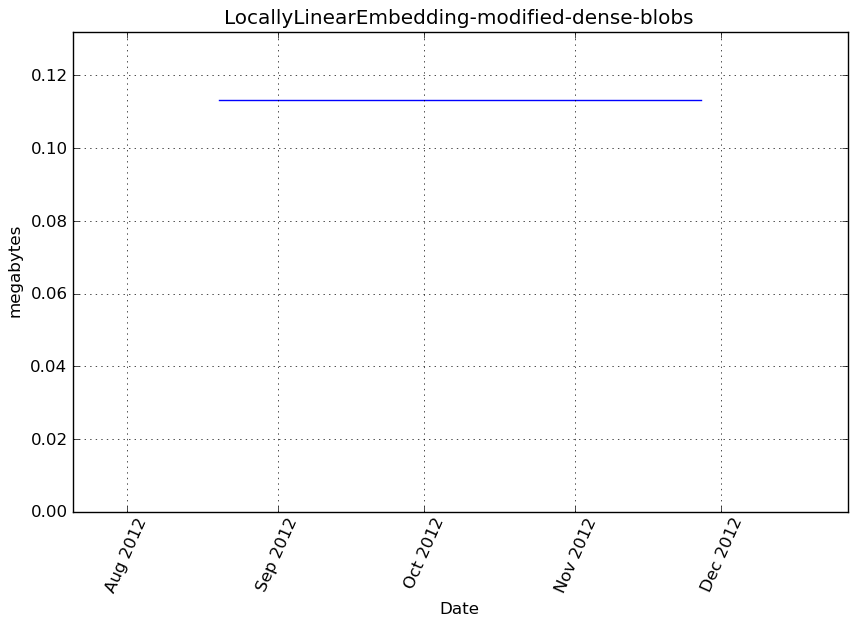 LocallyLinearEmbedding-modified-dense-blobs
0.12
0.10
0.08
0.06
0.04
0.02
0.00
megabytes
Aug 2012
Sep 2012
Oct 2012
Nov 2012
Dec 2012
Date